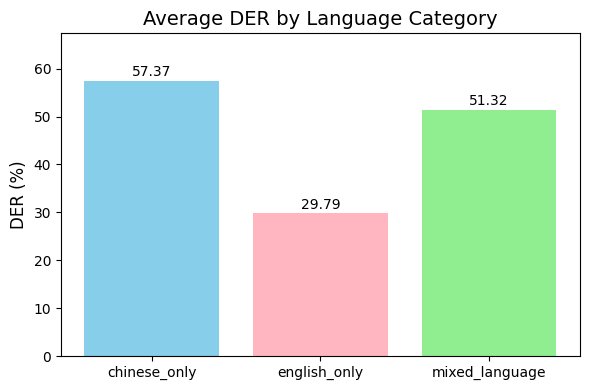 Average DER by Language Category
DER (%)
60
50
40
30
20
10
0
57.37
29.79
51.32
chinese_only
english_only
mixed_language